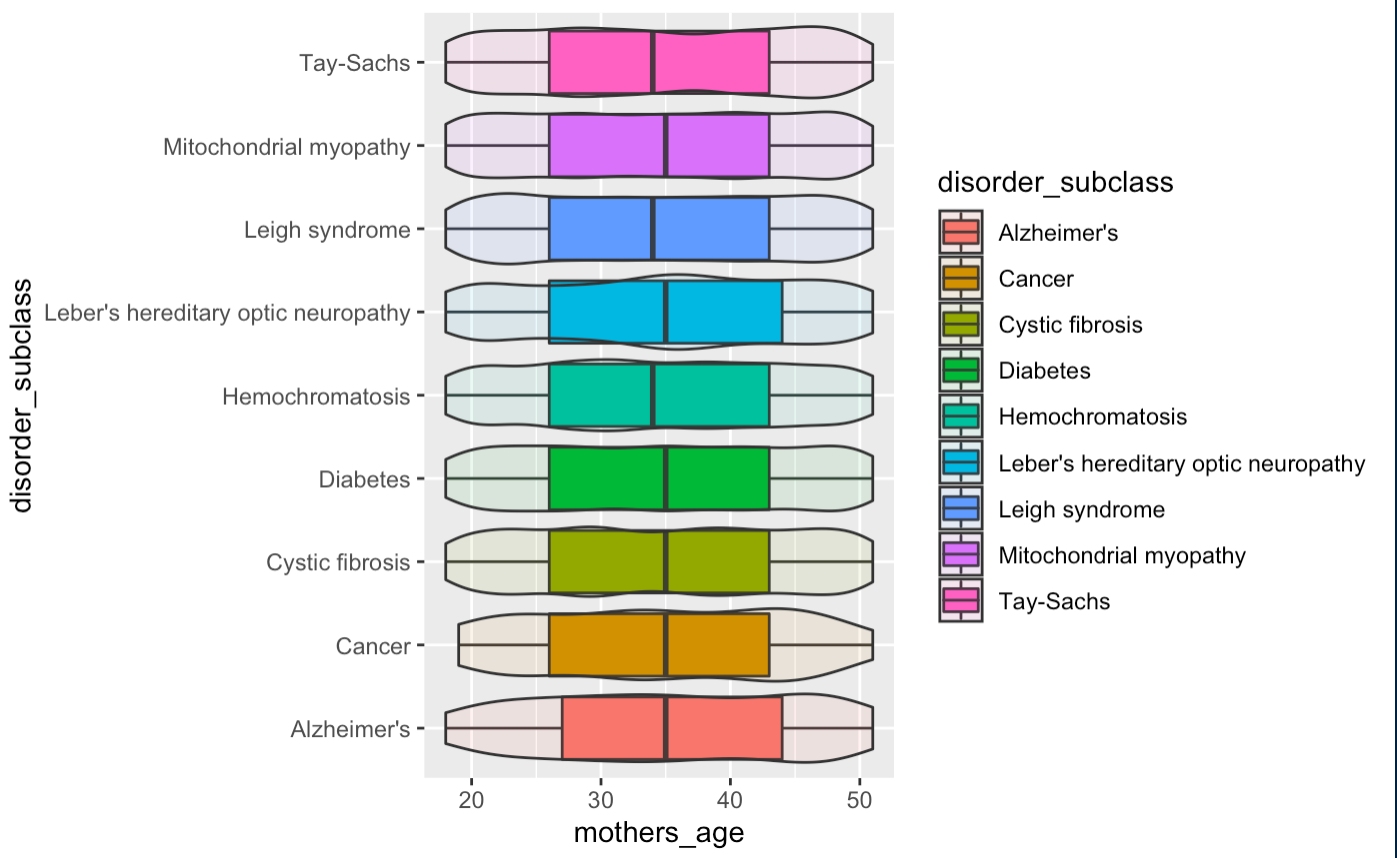 Tay-Sachs
Mitochondrial myopathy
Leigh syndrome
Leber's hereditary optic neuropathy
Hemochromatosis
Diabetes
Cystic fibrosis
Cancer
Alzheimer's
disorder_subclass
20 30 40 50
mothers_age
disorder_subclass
Alzheimer's
Cancer
Cystic fibrosis
Diabetes
Hemochromatosis
Leber's hereditary optic neuropathy
Leigh syndrome
Mitochondrial myopathy
Tay-Sachs